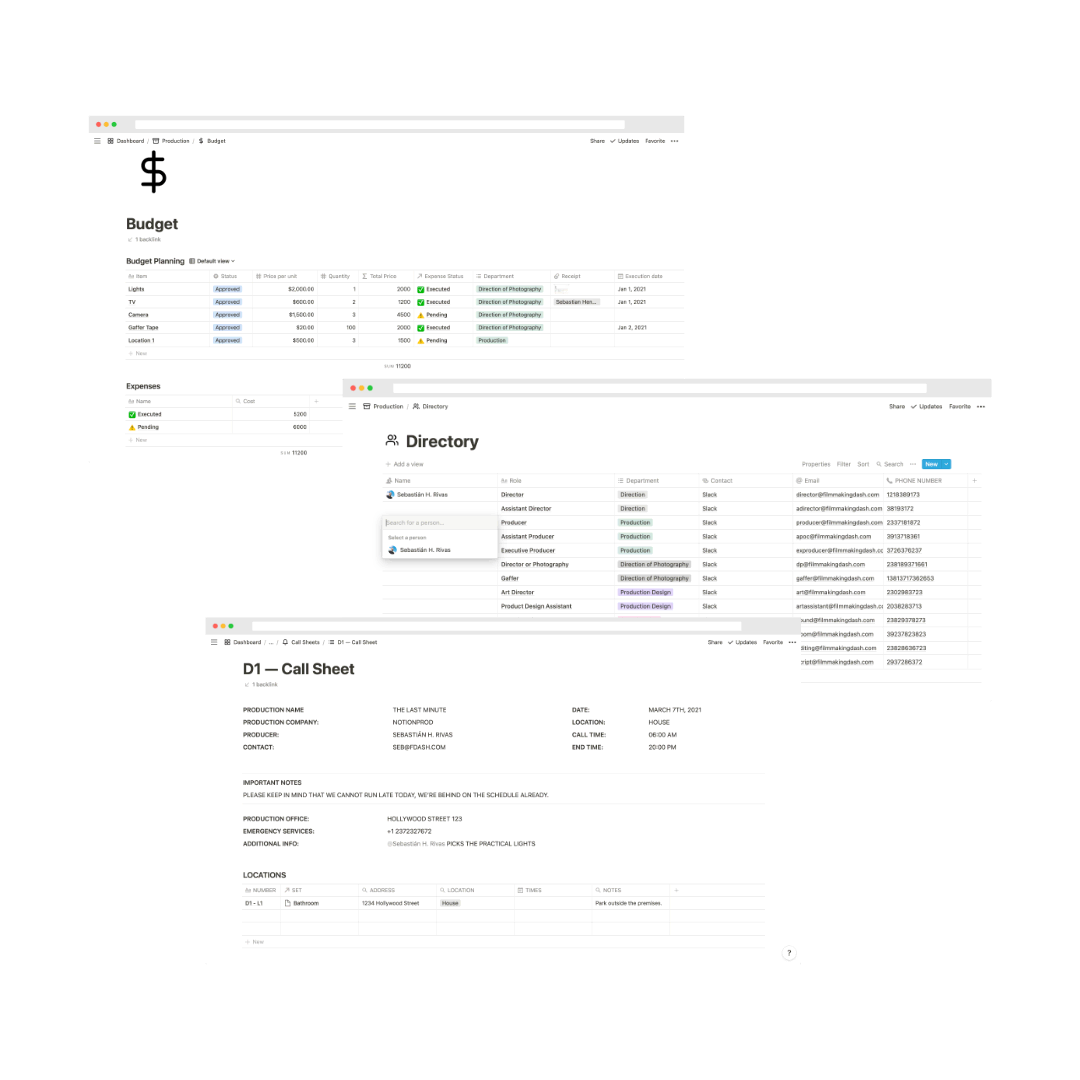 Dashboard / Production / Budget Share Updates Favorite •••
Budget
1 backlink
Budget Planning Default view
Item Status Price per unit Quantity Total Price Expense Status Department Receipt Execution date
Lights Approved $2,000.00 1 2000 Executed Direction of Photography Jan 1, 2021
TV Approved $600.00 2 1200 Executed Direction of Photography Sebastian Hen... Jan 1, 2021
Camera Approved $1,500.00 3 4500 Pending Direction of Photography
Gaffer Tape Approved $20.00 100 2000 Executed Direction of Photography Jan 2, 2021
Location 1 Approved $500.00 3 1500 Pending Production
+ New
SUM 11200
Expenses
Name Cost +
Executed 5200
Pending 6000
+ New
SUM 11200
Production / Directory Share Updates Favorite •••
Directory
+ Add a view Properties Filter Sort Search ••• New
Name Role Department Contact Email PHONE NUMBER +
Sebastián H. Rivas Director Direction Slack director@filmmakingdash.com 1218389173
Assistant Director Direction Slack adirector@filmmakingdash.com 38193172
Search for a person... Producer Production Slack producer@filmmakingdash.com 2337181872
Select a person Assistant Producer Production Slack apoc@filmmakingdash.com 3913718361
Sebastián H. Rivas Executive Producer Production Slack exproducer@filmmakingdash.cc 3726376237
Director or Photography Direction of Photography Slack dp@filmmakingdash.com 238189371661
Gaffer Direction of Photography Slack gaffer@filmmakingdash.com 13613717362653
Art Director Production Design Slack art@filmmakingdash.com 2302983723
Product Design Assistant Production Design Slack artassistant@filmmakingdash.cc 2038283713
ound@filmmakingdash.com 23829378273
oom@filmmakingdash.com 39237823823
diting@filmmakingdash.com 23828636723
cript@filmmakingdash.com 2937286372
Dashboard / ... / Call Sheets / D1 — Call Sheet Share Updates Favorite •••
D1 — Call Sheet
1 backlink
PRODUCTION NAME THE LAST MINUTE DATE: MARCH 7TH, 2021
PRODUCTION COMPANY: NOTIONPROD LOCATION: HOUSE
PRODUCER: SEBASTIÁN H. RIVAS CALL TIME: 06:00 AM
CONTACT: SEB@FDASH.COM END TIME: 20:00 PM
IMPORTANT NOTES
PLEASE KEEP IN MIND THAT WE CANNOT RUN LATE TODAY, WE'RE BEHIND ON THE SCHEDULE ALREADY.
PRODUCTION OFFICE: HOLLYWOOD STREET 123
EMERGENCY SERVICES: +1 2372327672
ADDITIONAL INFO: @Sebastián H. Rivas PICKS THE PRACTICAL LIGHTS
LOCATIONS
NUMBER SET ADDRESS LOCATION TIMES NOTES +
D1 - L1 Bathroom 1234 Hollywood Street House Park outside the premises.
+ New
?